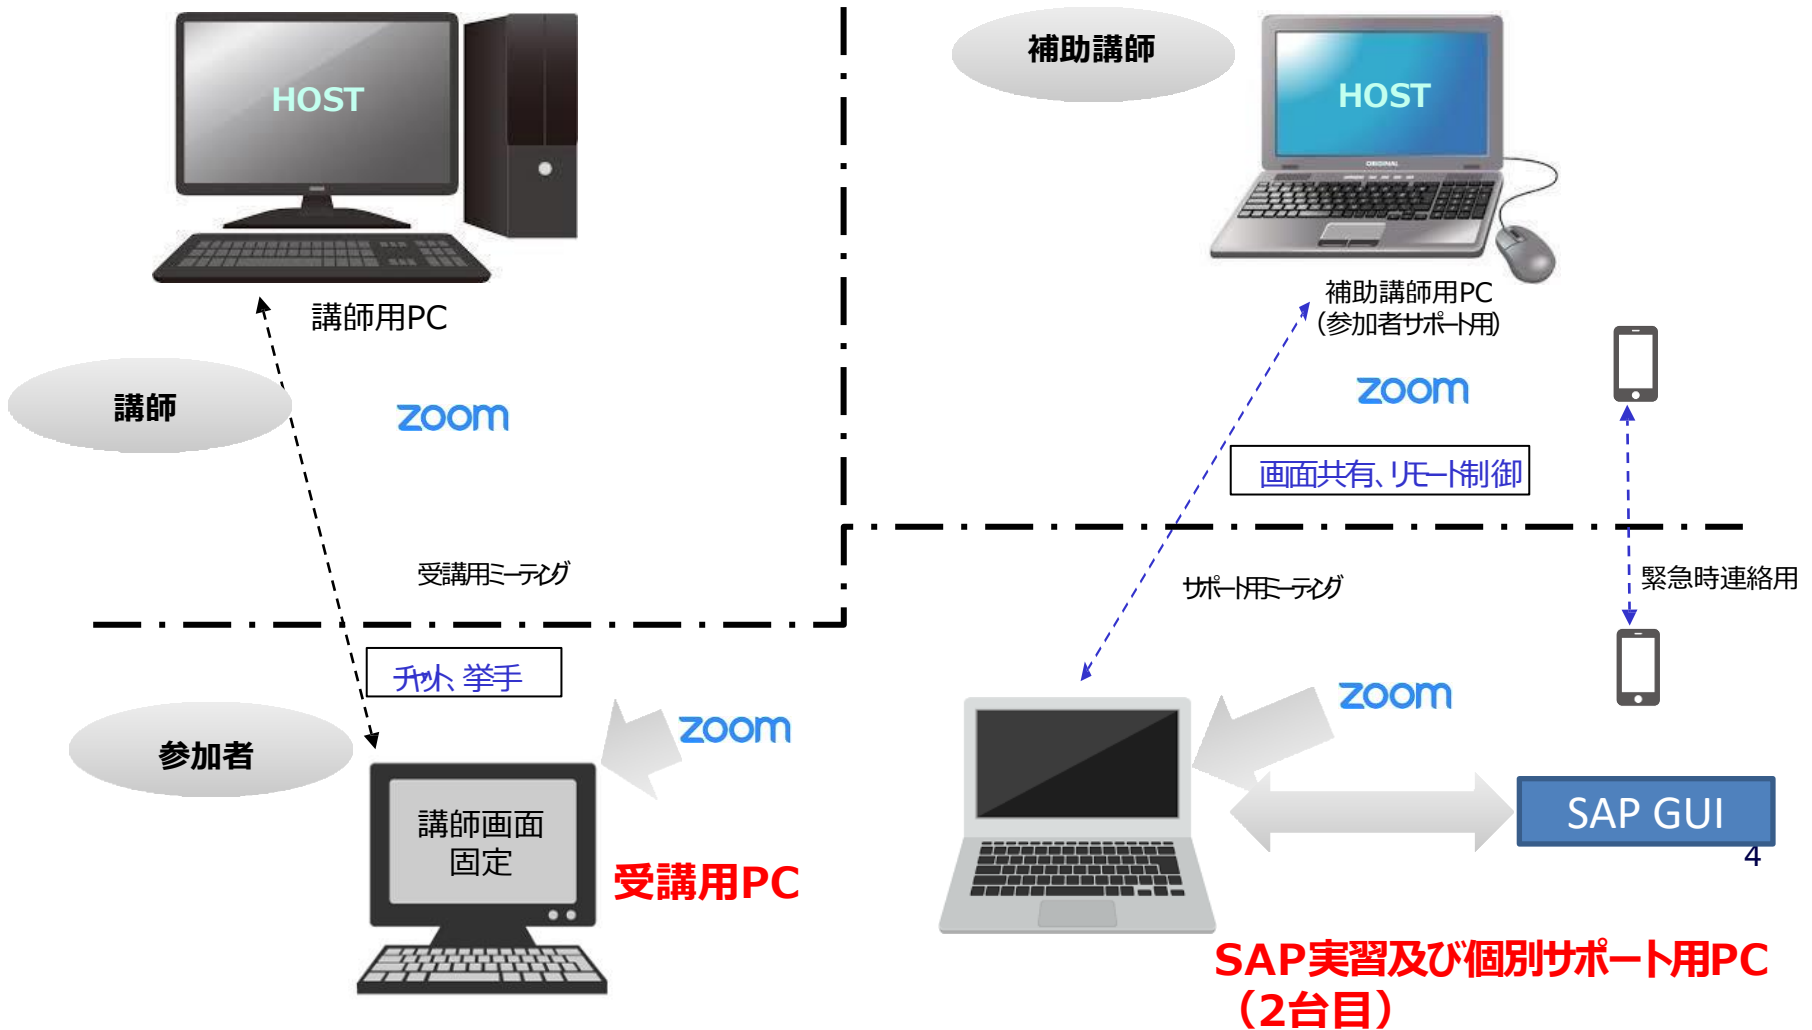 HOST
講師用PC
講師
zoom
受講用ミーティング
補助講師
HOST
ORIGINAL
補助講師用PC
（参加者サポート用）
zoom
画面共有、リモート制御
サポート用ミーティング
緊急時連絡用
チャット、挙手
参加者
zoom
講師画面
固定
受講用PC
zoom
SAP GUI
4
SAP実習及び個別サポート用PC
（2台目）